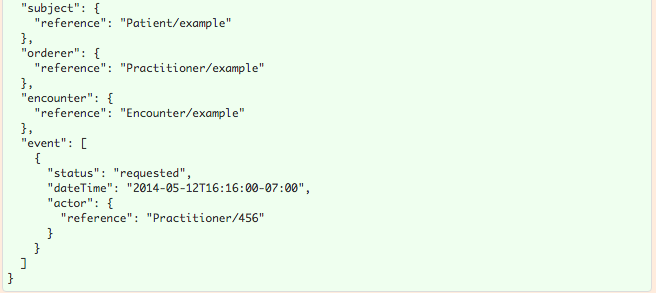 "subject": {
"reference": "Patient/example"
},
"orderer": {
"reference": "Practitioner/example"
},
"encounter": {
"reference": "Encounter/example"
},
"event": [
{
"status": "requested",
"dateTime": "2014-05-12T16:16:00-07:00",
"actor": {
"reference": "Practitioner/456"
}
}
]
}